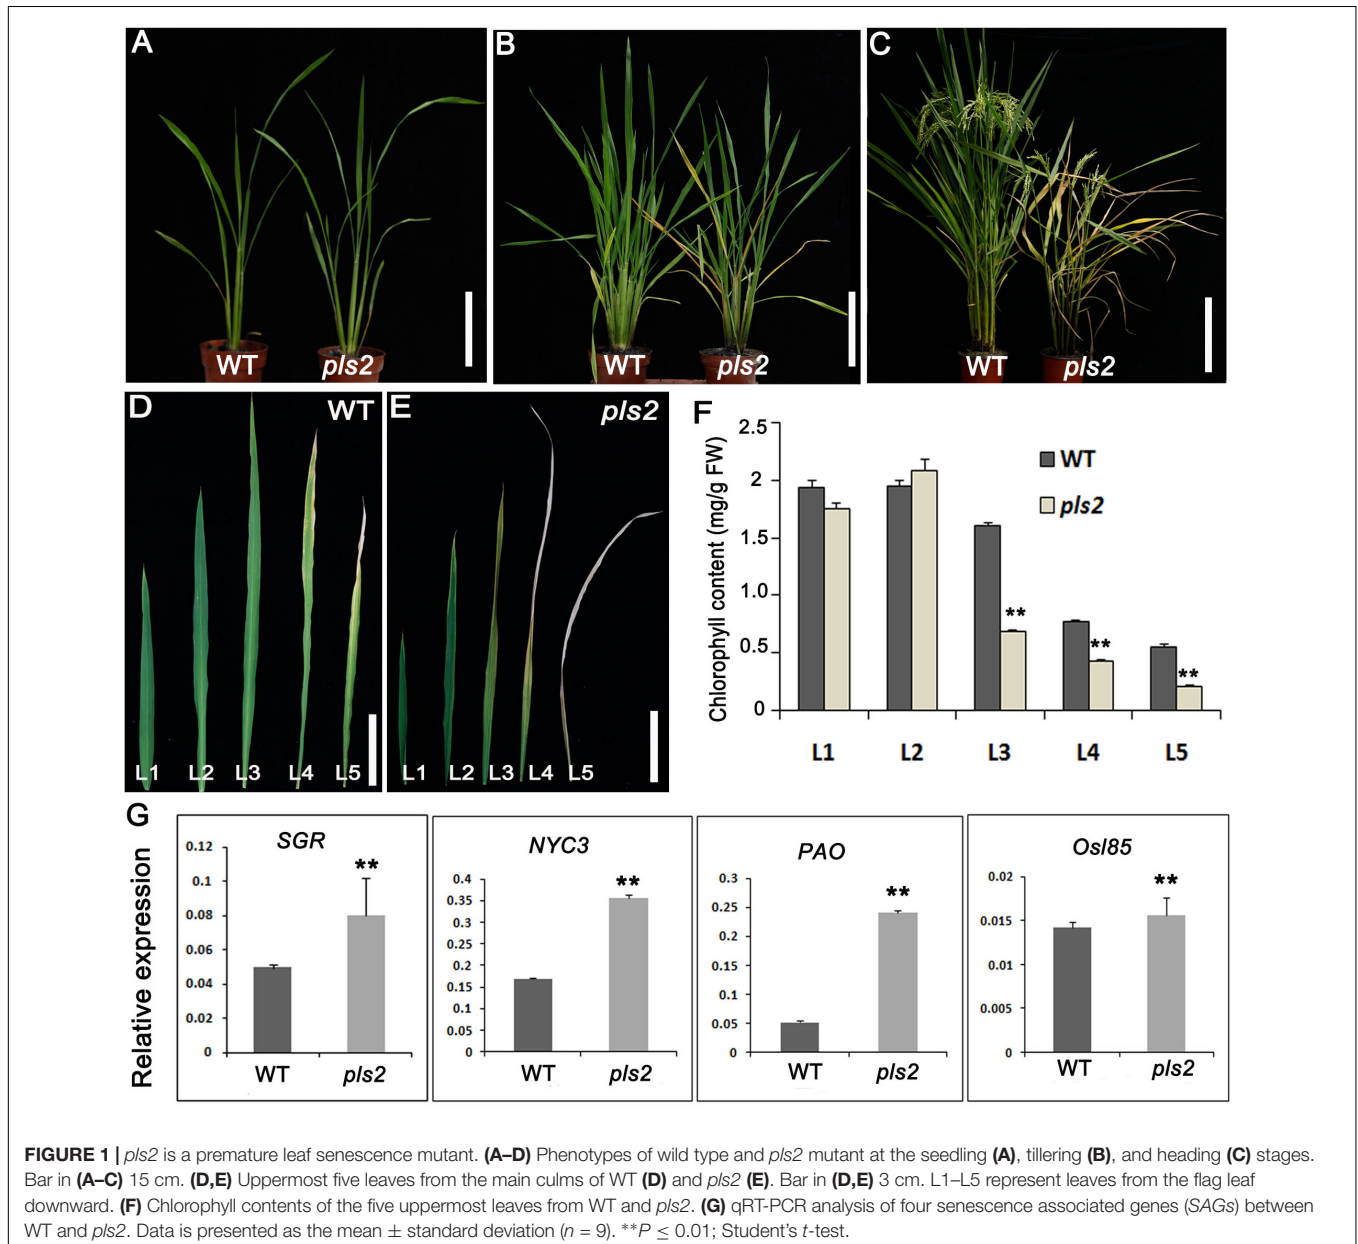 A
B
C
WT
pls2
WT
pls2
WT
pls2
D
WT
E
pls2
L1
L2
L3
L4
L5
L1
L2
L3
L4
L5
F
Chlorophyll content (mg/g FW)
2.5
2
1.5
1.0
0.5
0
WT
pls2
**
**
**
L1
L2
L3
L4
L5
G
Relative expression
SGR
0.12
0.1
0.08
0.06
0.04
0.02
0
**
WT
pls2
NYC3
0.4
0.35
0.3
0.25
0.2
0.15
0.1
0.05
0
**
WT
pls2
PAO
0.3
0.25
0.2
0.15
0.1
0.05
0
**
WT
pls2
Osl85
0.02
0.015
0.01
0.005
0
**
WT
pls2
FIGURE 1 | pls2 is a premature leaf senescence mutant. (A–D) Phenotypes of wild type and pls2 mutant at the seedling (A), tillering (B), and heading (C) stages.
Bar in (A–C) 15 cm. (D,E) Uppermost five leaves from the main culms of WT (D) and pls2 (E). Bar in (D,E) 3 cm. L1–L5 represent leaves from the flag leaf
downward. (F) Chlorophyll contents of the five uppermost leaves from WT and pls2. (G) qRT-PCR analysis of four senescence associated genes (SAGs) between
WT and pls2. Data is presented as the mean ± standard deviation (n = 9). **P ≤ 0.01; Student's t-test.